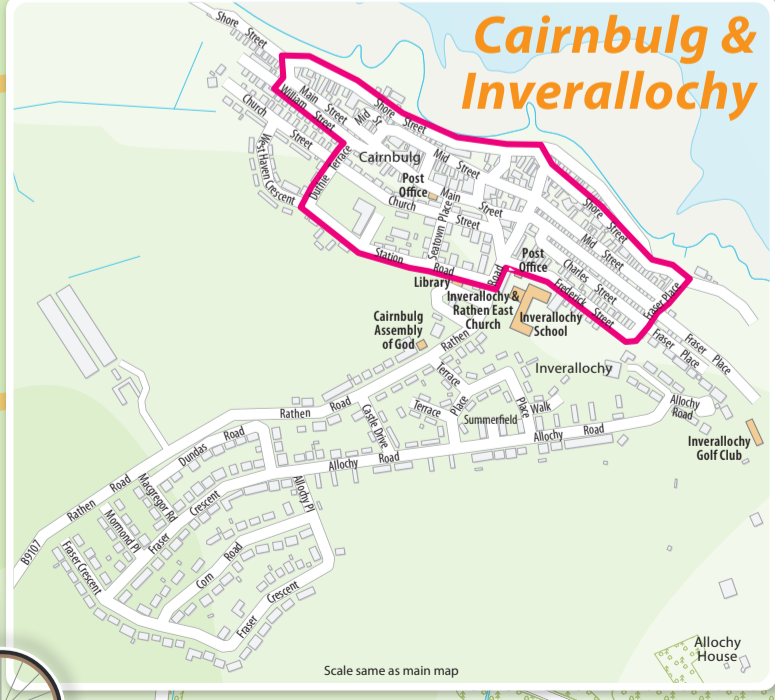 Cairnbulg &
Inverallochy
Shore Street
Main Street
William Street
Mid St
Shore Street
Church Street
West Haven Crescent
Duthie Terrace
Cairnbulg
Mid Street
Post
Office
Main Street
Church Street
Seatown Place
Shore Street
Mid Street
Station Road
Road
Post
Office
Charles Street
Frederick Street
Fraser Place
Library
Inverallochy &
Rathen East
Church
Inverallochy
School
Cairnbulg
Assembly
of God
Rathen
Fraser Place
Fraser Place
Inverallochy
Terrace
Place
Terrace
Place
Walk
Summerfield
Allochy
Road
Inverallochy
Golf Club
Rathen Road
Castle Drive
Allochy Road
Dundas Road
Allochy Road
Macgregor Rd
Rathen Road
Mormond Pl
Fraser Crescent
Allochy Pl
B9107
Fraser Crescent
Corn Road
Fraser Crescent
Allochy
House
Scale same as main map